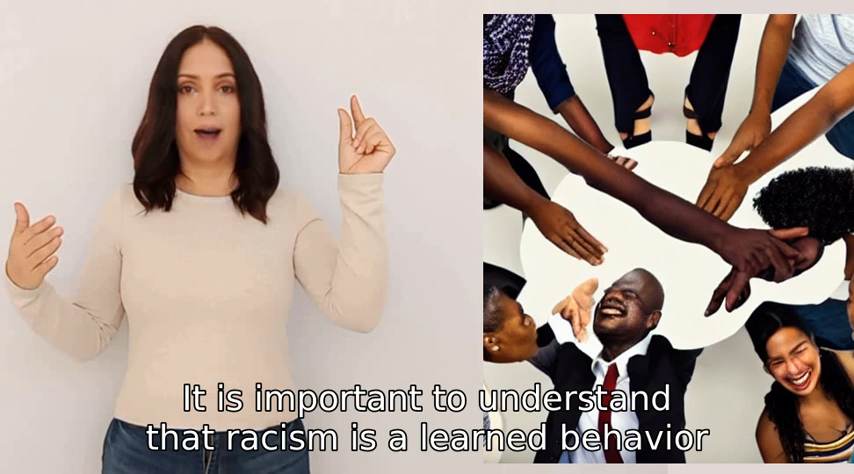 It is important to understand
that racism is a learned behavior